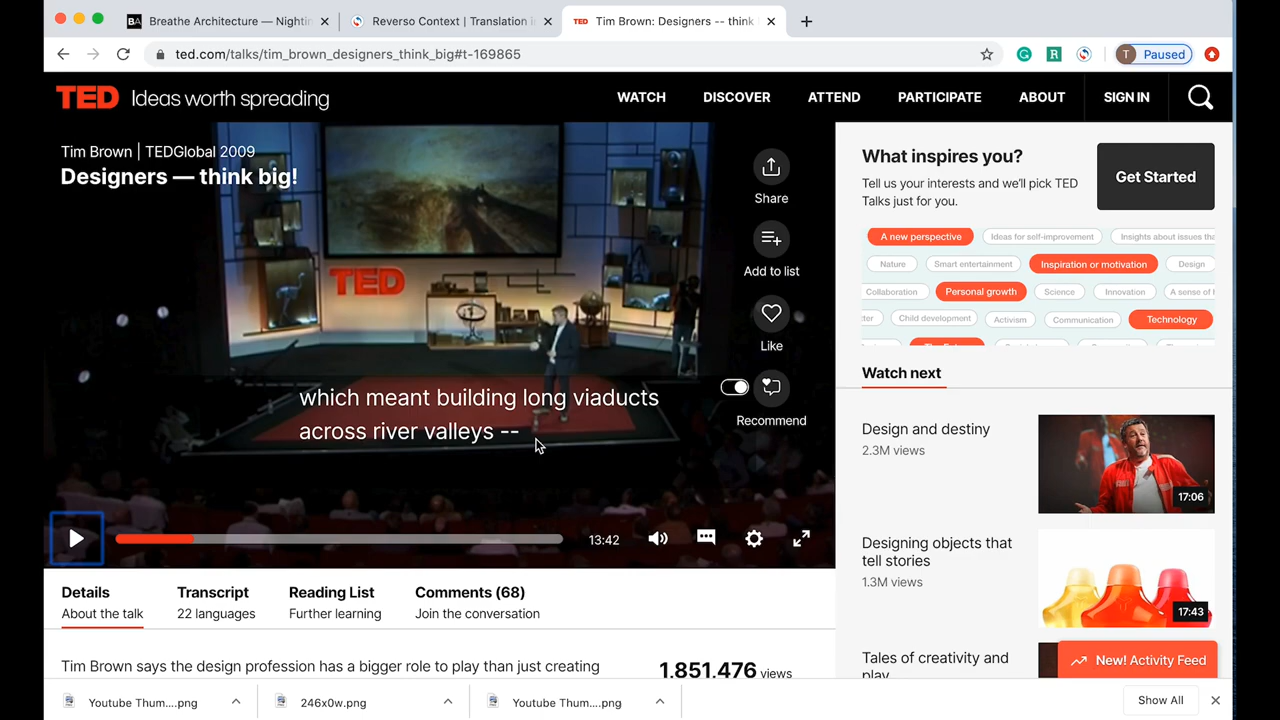 BA Breathe Architecture — Nightin
Reverso Context | Translation i
TED Tim Brown: Designers -- think
ted.com/talks/tim_brown_designers_think_big#t-169865
R
T Paused
TED Ideas worth spreading
WATCH DISCOVER ATTEND PARTICIPATE ABOUT SIGN IN
Tim Brown | TEDGlobal 2009
Designers — think big!
TED
which meant building long viaducts
across river valleys --
Share
Add to list
Like
Recommend
13:42
What inspires you?
Tell us your interests and we'll pick TED
Talks just for you.
Get Started
A new perspective Ideas for self-improvement Insights about issues tha
Nature Smart entertainment Inspiration or motivation Design
Collaboration Personal growth Science Innovation A sense of
tter Child development Activism Communication Technology
Watch next
Design and destiny
2.3M views
17:06
Designing objects that
tell stories
1.3M views
17:43
Tales of creativity and
play
New! Activity Feed
Details
About the talk
Transcript
22 languages
Reading List
Further learning
Comments (68)
Join the conversation
Tim Brown says the design profession has a bigger role to play than just creating
1,851,476 views
Youtube Thum....png
246x0w.png
Youtube Thum....png
Show All